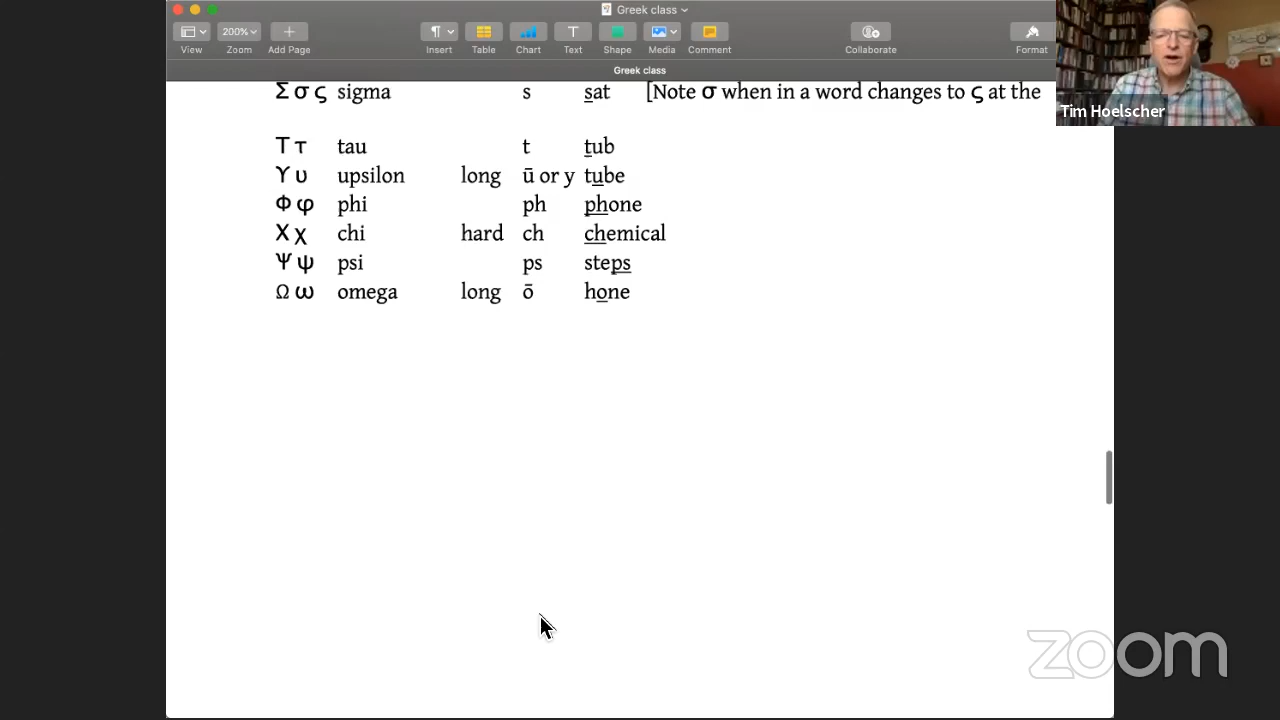 Greek class
200%
View
Zoom
Add Page
Insert
Table
Chart
Text
Shape
Media
Comment
Collaborate
Format
Greek class
Σ σ ς sigma s sat [Note σ when in a word changes to ς at the
Tim Hoelscher
Τ τ tau t tub
ϒ υ upsilon long ū or y tube
Φ φ phi ph phone
Χ χ chi hard ch chemical
Ψ ψ psi ps steps
Ω ω omega long ō hone
zoom